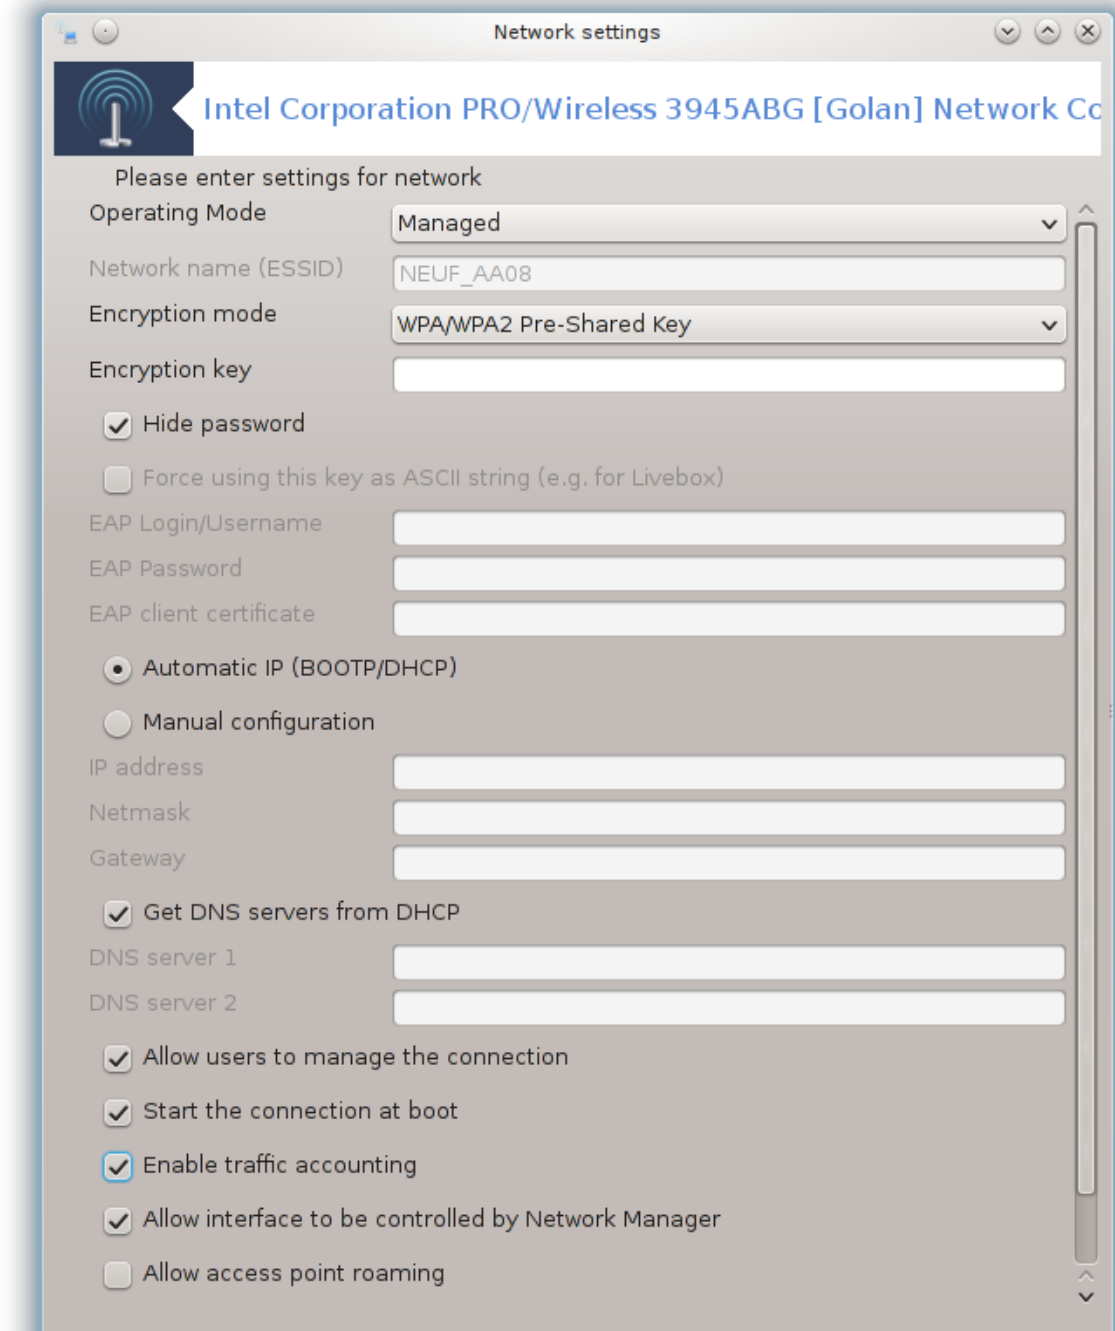 Network settings
Intel Corporation PRO/Wireless 3945ABG [Golan] Network Co
Please enter settings for network
Operating Mode Managed
Network name (ESSID) NEUF_AA08
Encryption mode WPA/WPA2 Pre-Shared Key
Encryption key
Hide password
Force using this key as ASCII string (e.g. for Livebox)
EAP Login/Username
EAP Password
EAP client certificate
Automatic IP (BOOTP/DHCP)
Manual configuration
IP address
Netmask
Gateway
Get DNS servers from DHCP
DNS server 1
DNS server 2
Allow users to manage the connection
Start the connection at boot
Enable traffic accounting
Allow interface to be controlled by Network Manager
Allow access point roaming